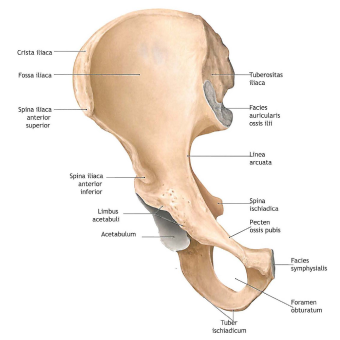 Crista iliaca
Fossa iliaca
Spina iliaca
anterior
superior
Spina iliaca
anterior
inferior
Limbus
acetabuli
Acetabulum
Tuberositas
iliaca
Facies
auricularis
ossis ilii
Linea
arcuata
Spina
ischiadica
Pecten
ossis pubis
Facies
symphysialis
Foramen
obturatum
Tuber
ischiadicum